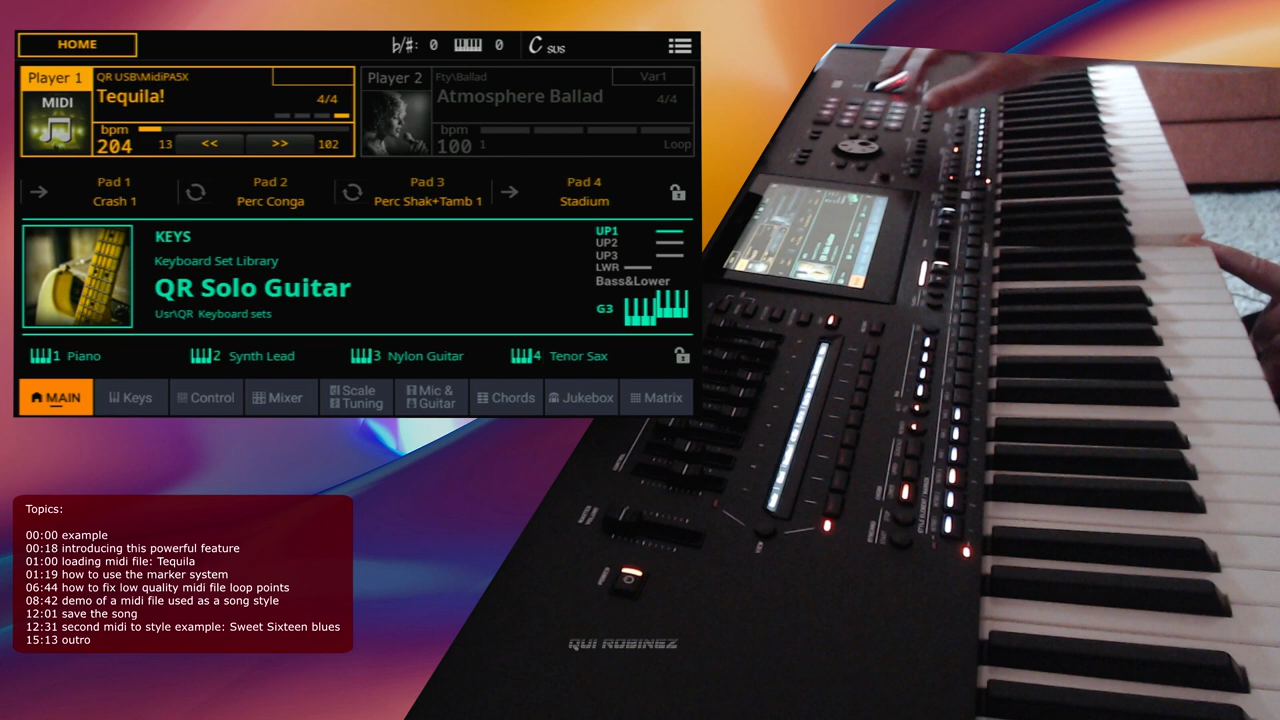 HOME
b/#: 0 0 C sus
Player 1
QR USB\MidiPA5X
Tequila!
4/4
MIDI
bpm
204
13 << >> 102
Player 2
Fty\Ballad
Var1
Atmosphere Ballad
4/4
bpm
100 1
Loop
Pad 1
Crash 1
Pad 2
Perc Conga
Pad 3
Perc Shak+Tamb 1
Pad 4
Stadium
KEYS
Keyboard Set Library
QR Solo Guitar
Usr\QR Keyboard sets
UP1
UP2
UP3
LWR
Bass&Lower
G3
1 Piano
2 Synth Lead
3 Nylon Guitar
4 Tenor Sax
MAIN
Keys
Control
Mixer
Scale
Tuning
Mic &
Guitar
Chords
Jukebox
Matrix
Topics:
00:00 example
00:18 introducing this powerful feature
01:00 loading midi file: Tequila
01:19 how to use the marker system
06:44 how to fix low quality midi file loop points
08:42 demo of a midi file used as a song style
12:01 save the song
12:31 second midi to style example: Sweet Sixteen blues
15:13 outro
QUI ROBINEZ